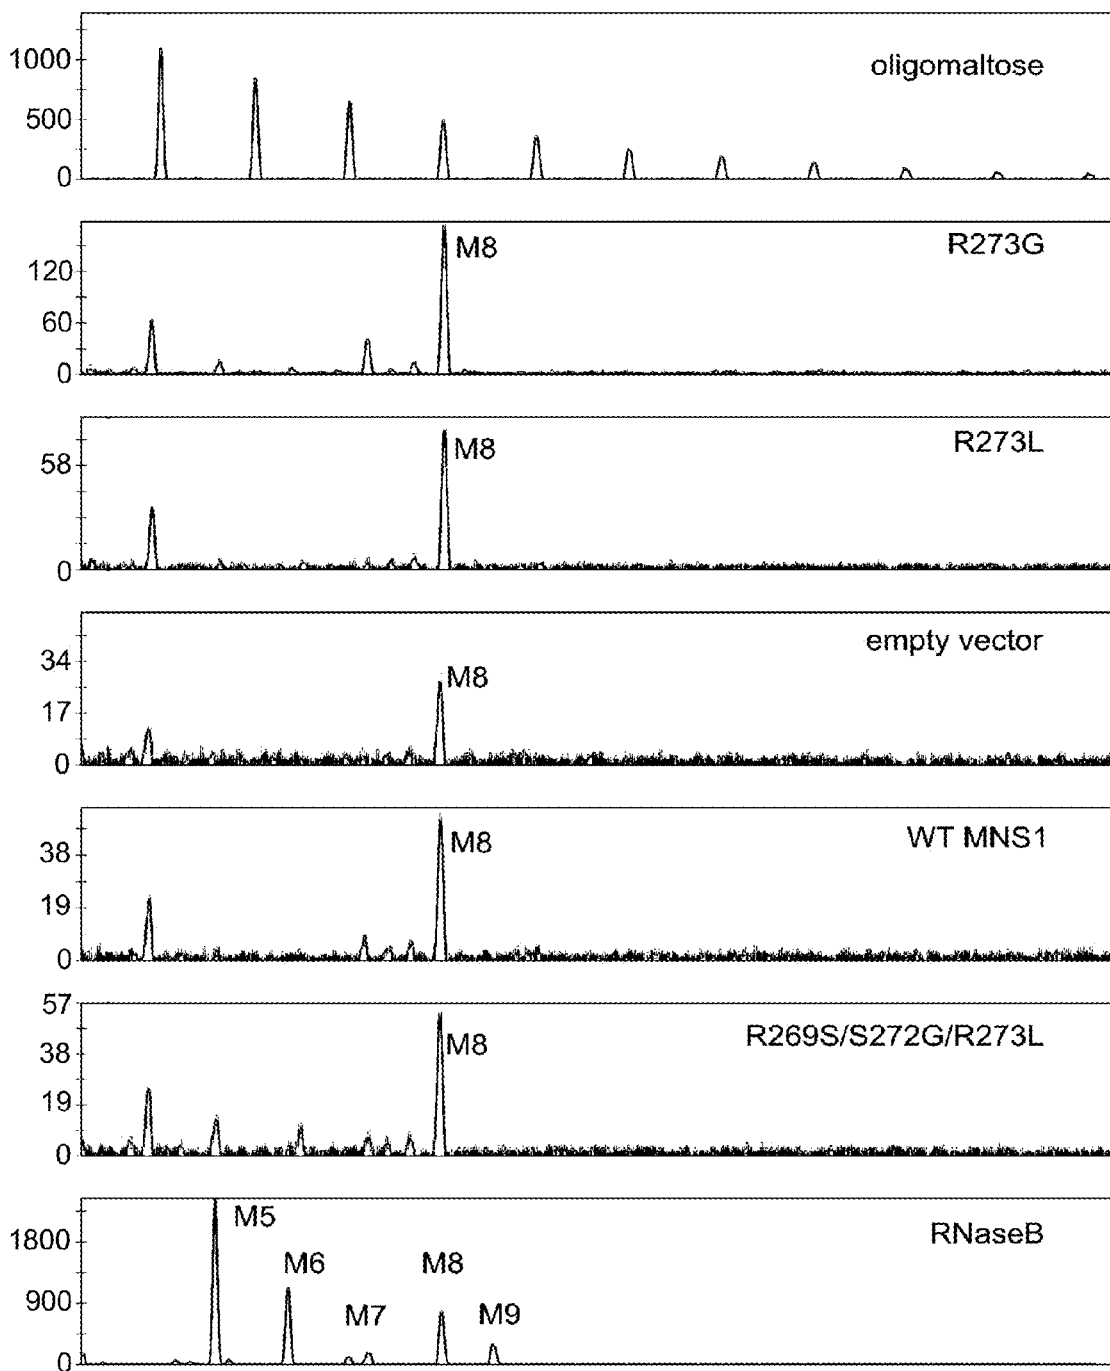 oligomaltose
1000
500
0
R273G
M8
120
60
0
R273L
M8
58
0
empty vector
M8
34
17
0
WT MNS1
M8
38
19
0
R269S/S272G/R273L
M8
57
38
19
0
RNaseB
M5
M6
M7
M8
M9
1800
900
0